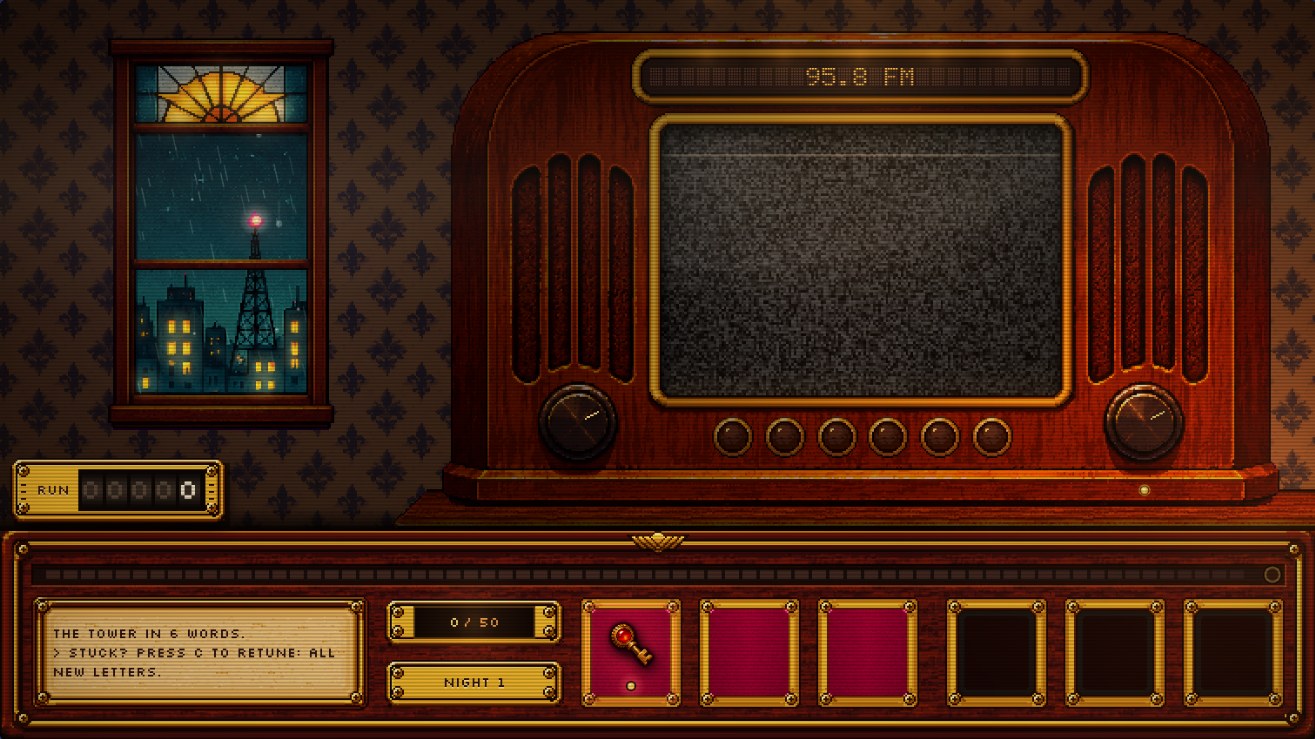 95.8 FM
RUN 00000
THE TOWER IN 6 WORDS.
> STUCK? PRESS C TO RETUNE: ALL
NEW LETTERS.
0/50
NIGHT 1